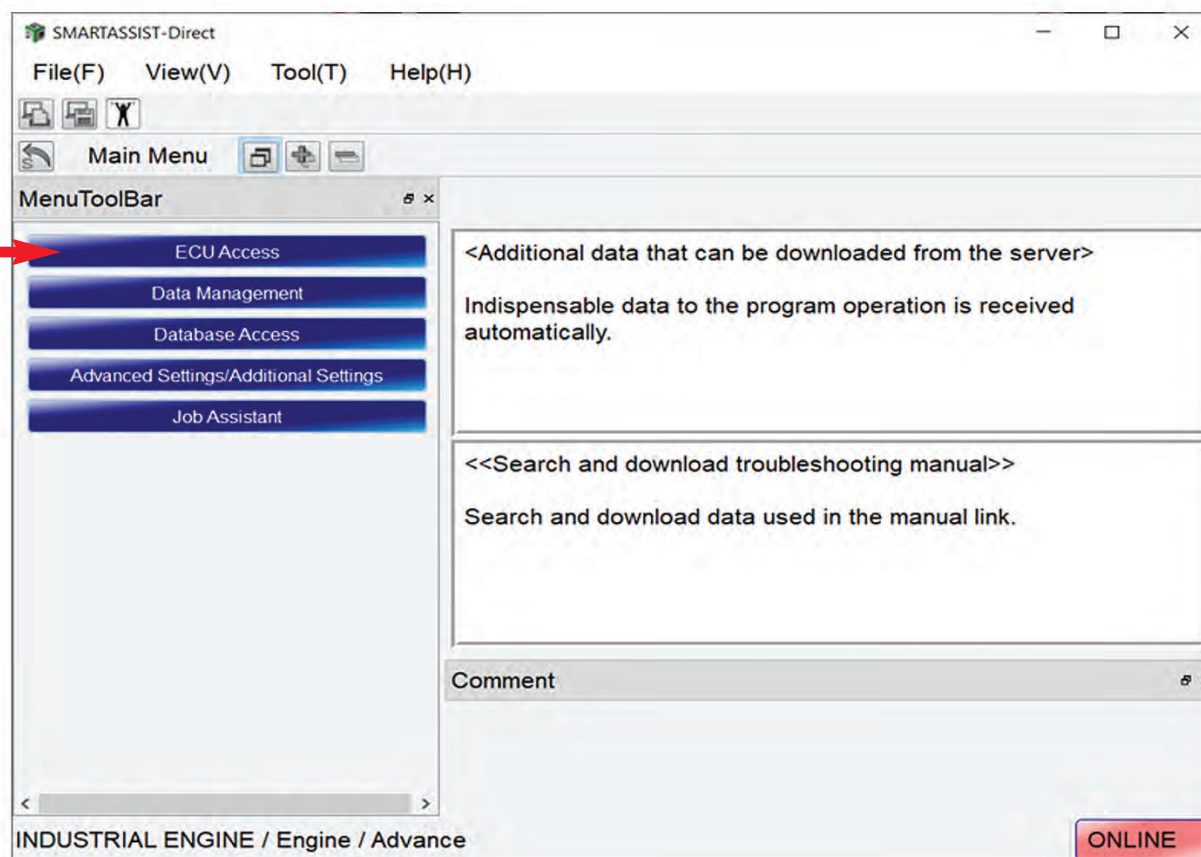 SMARTASSIST-Direct
File(F) View(V) Tool(T) Help(H)
Main Menu
MenuToolBar
ECU Access
Data Management
Database Access
Advanced Settings/Additional Settings
Job Assistant
<Additional data that can be downloaded from the server>
Indispensable data to the program operation is received
automatically.
<<Search and download troubleshooting manual>>
Search and download data used in the manual link.
Comment
INDUSTRIAL ENGINE / Engine / Advance
ONLINE